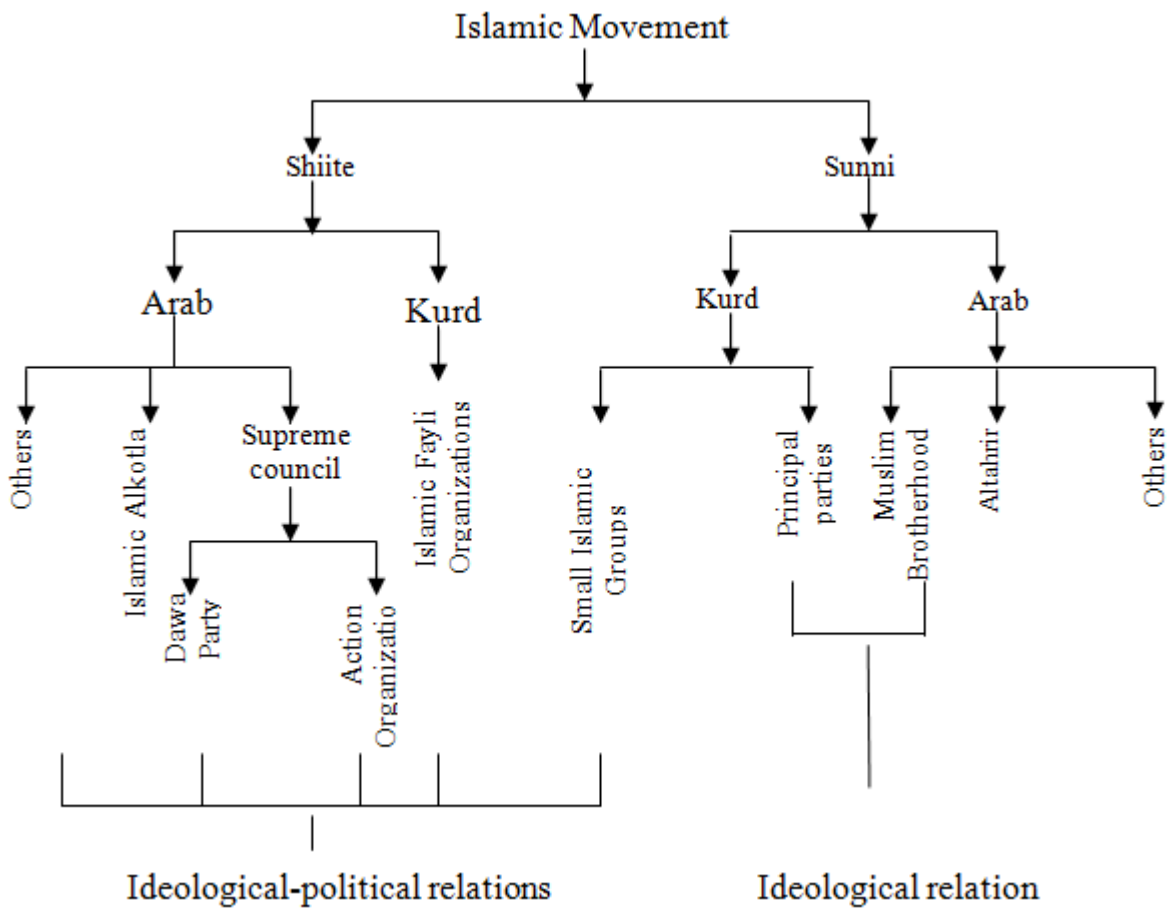 Islamic Movement
Shiite
Sunni
Arab
Kurd
Kurd
Arab
Others
Islamic Alkotla
Supreme
council
Islamic Fayli
Organizations
Small Islamic
Groups
Principal
parties
Muslim
Brotherhood
Altahrir
Others
Dawa
Party
Action
Organizatio
Ideological-political relations
Ideological relation